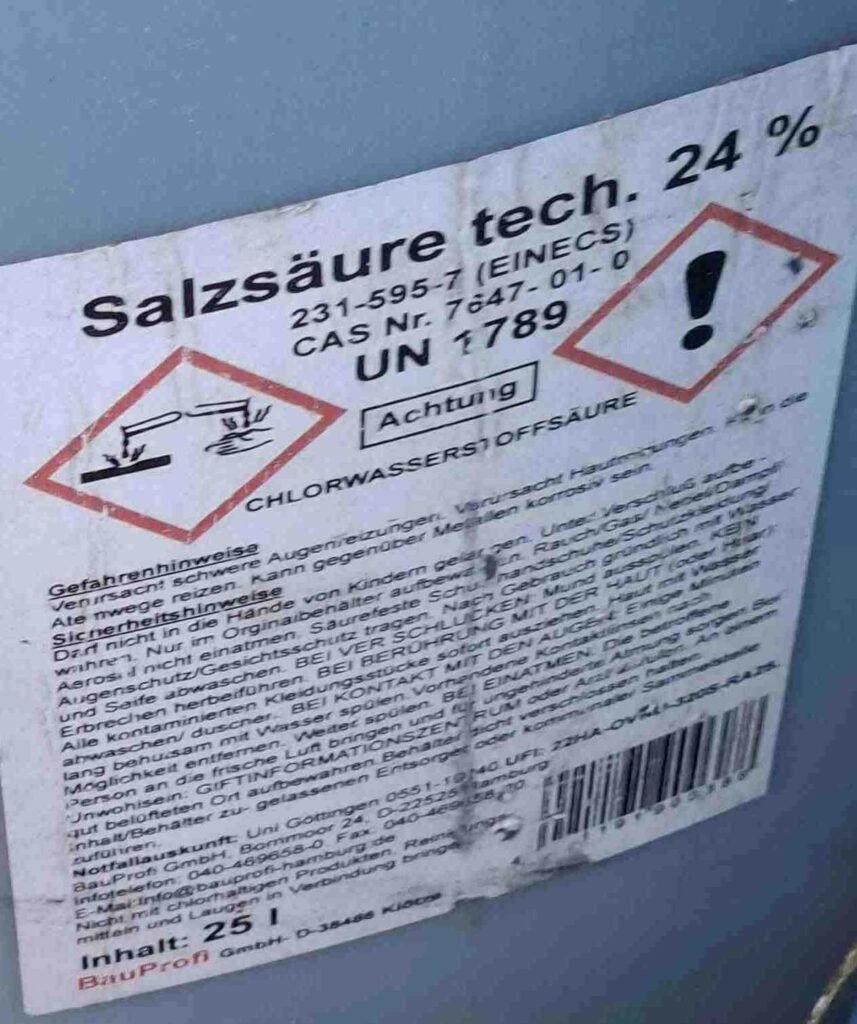 Salzsäure tech. 24 %
231-595-7 (EINECS)
CAS Nr. 7647-01-0
UN 1789
Achtung
CHLORWASSERSTOFFSÄURE
Gefahrenhinweise
Verursacht schwere Augenreizungen. Verursacht Hautreizungen. die
Atemwege reizen. Kann gegenüber Metallen korrosiv sein.
Sicherheitshinweise
Darf nicht in die Hände von Kindern gelangen. Unter Verschluß aufbe-
wahren. Nur im Orginalbehälter aufbewahren. Rauch/Gas/ Nebel/Dampf/
Aerosol nicht einatmen. Säurefeste Schutzhandschuhe/Schutzkleidung/
Augenschutz/Gesichtsschutz tragen. Nach Gebrauch gründlich mit Wasser
und Seife abwaschen. BEI VERSCHLUCKEN: Mund ausspülen. KEIN
Erbrechen herbeiführen. BEI BERÜHRUNG MIT DER HAUT (oder Haar):
Alle kontaminierten Kleidungsstücke sofort ausziehen. Haut mit Wasser
abwaschen/ duschen. BEI KONTAKT MIT DEN AUGEN: Einige Minuten
lang behutsam mit Wasser spülen. Vorhandene Kontaktlinsen nach
Möglichkeit entfernen. Weiter spülen. BEI EINATMEN: Die betroffene
Person an die frische Luft bringen und für ungehinderte Atmung sorgen. Bei
Unwohlsein: GIFTINFORMATIONSZENTRUM oder Arzt anrufen. An einem
gut belüfteten Ort aufbewahren. Behälter dicht verschlossen halten.
Inhalt/Behälter zu- gelassenen Entsorger oder kommunaler Sammelstelle
zuführen.
Notfallauskunft: Uni Göttingen UFI:
BauProfi GmbH, Bornmoor 24, D-22525 Hamburg
Infotelefon: 040-469658-0, Fax.
E-Mail:Info@bauprofi-hamburg.de
Nicht mit chlorhaltigen Produkten, Reinigungs-
mitteln und Laugen in Verbindung bringen
Inhalt: 25 l
BauProfi GmbH-